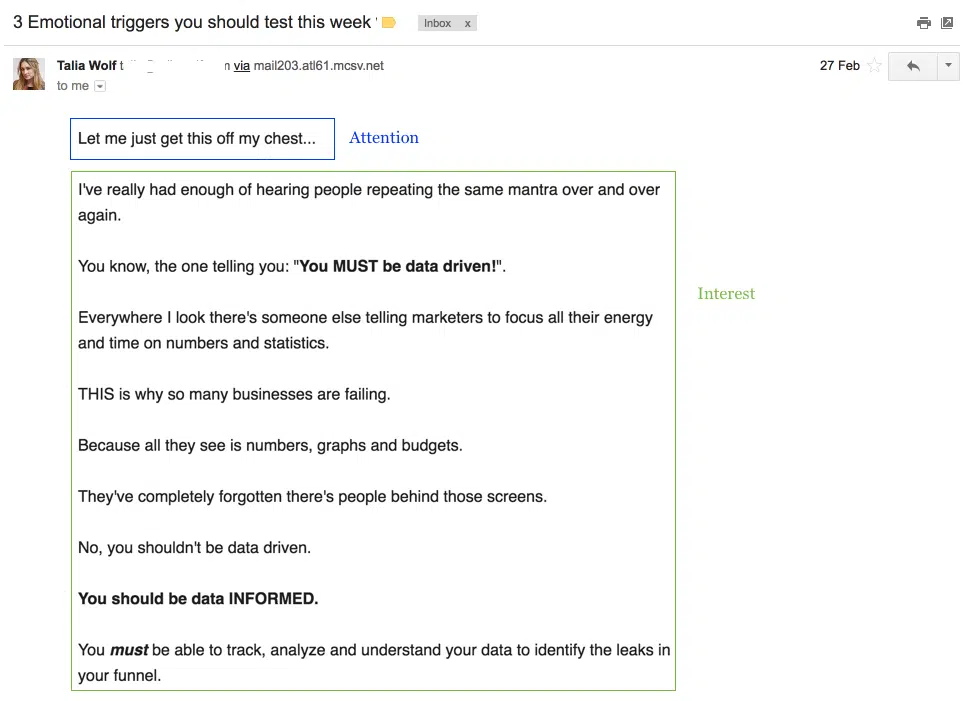 3 Emotional triggers you should test this week
Inbox x
Talia Wolf via mail203.atl61.mcsv.net
27 Feb
to me
Let me just get this off my chest...
Attention
I've really had enough of hearing people repeating the same mantra over and over
again.
You know, the one telling you: "You MUST be data driven!".
Interest
Everywhere I look there's someone else telling marketers to focus all their energy
and time on numbers and statistics.
THIS is why so many businesses are failing.
Because all they see is numbers, graphs and budgets.
They've completely forgotten there's people behind those screens.
No, you shouldn't be data driven.
You should be data INFORMED.
You must be able to track, analyze and understand your data to identify the leaks in
your funnel.